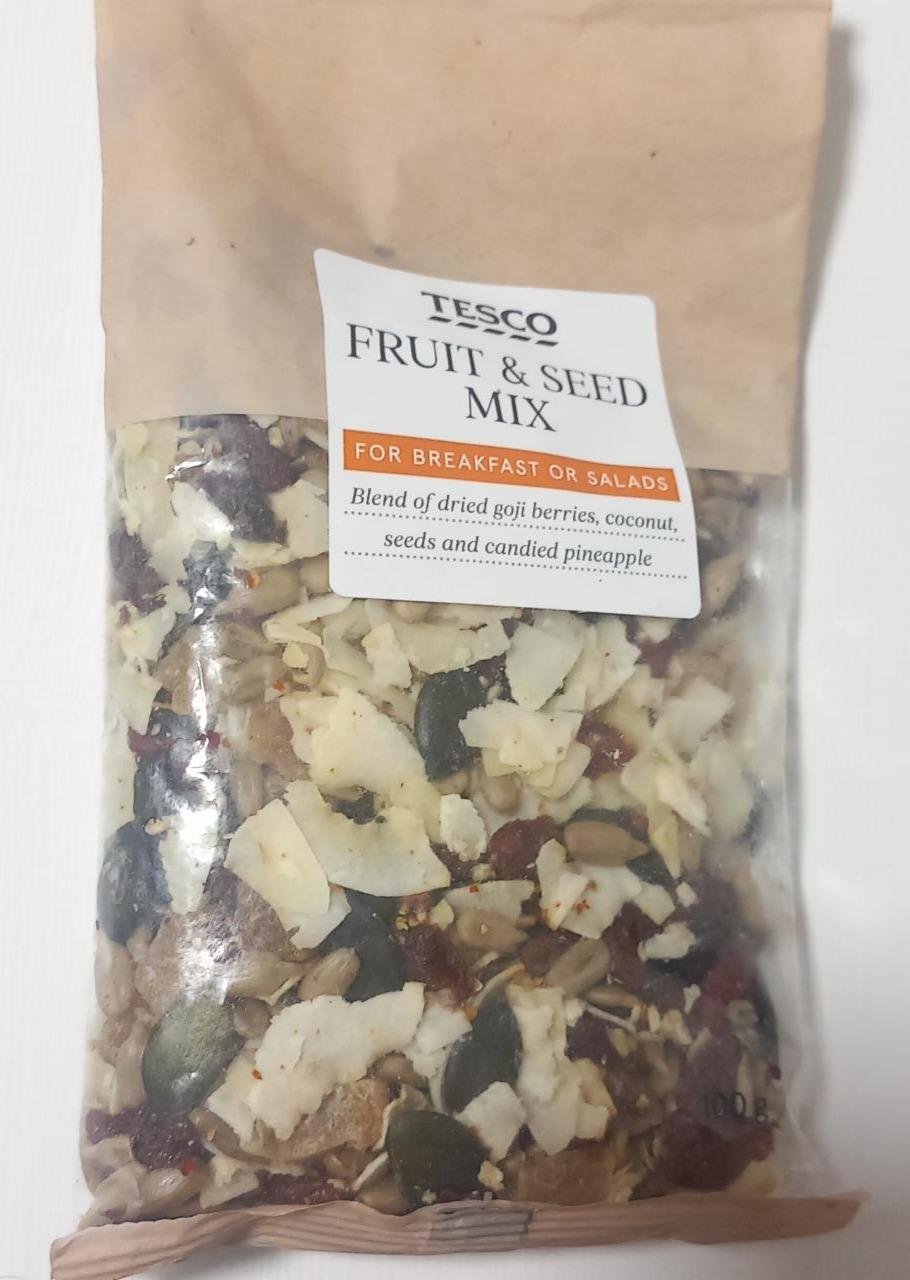 TESCO
FRUIT & SEED
MIX
FOR BREAKFAST OR SALADS
Blend of dried goji berries, coconut,
seeds and candied pineapple
100 g